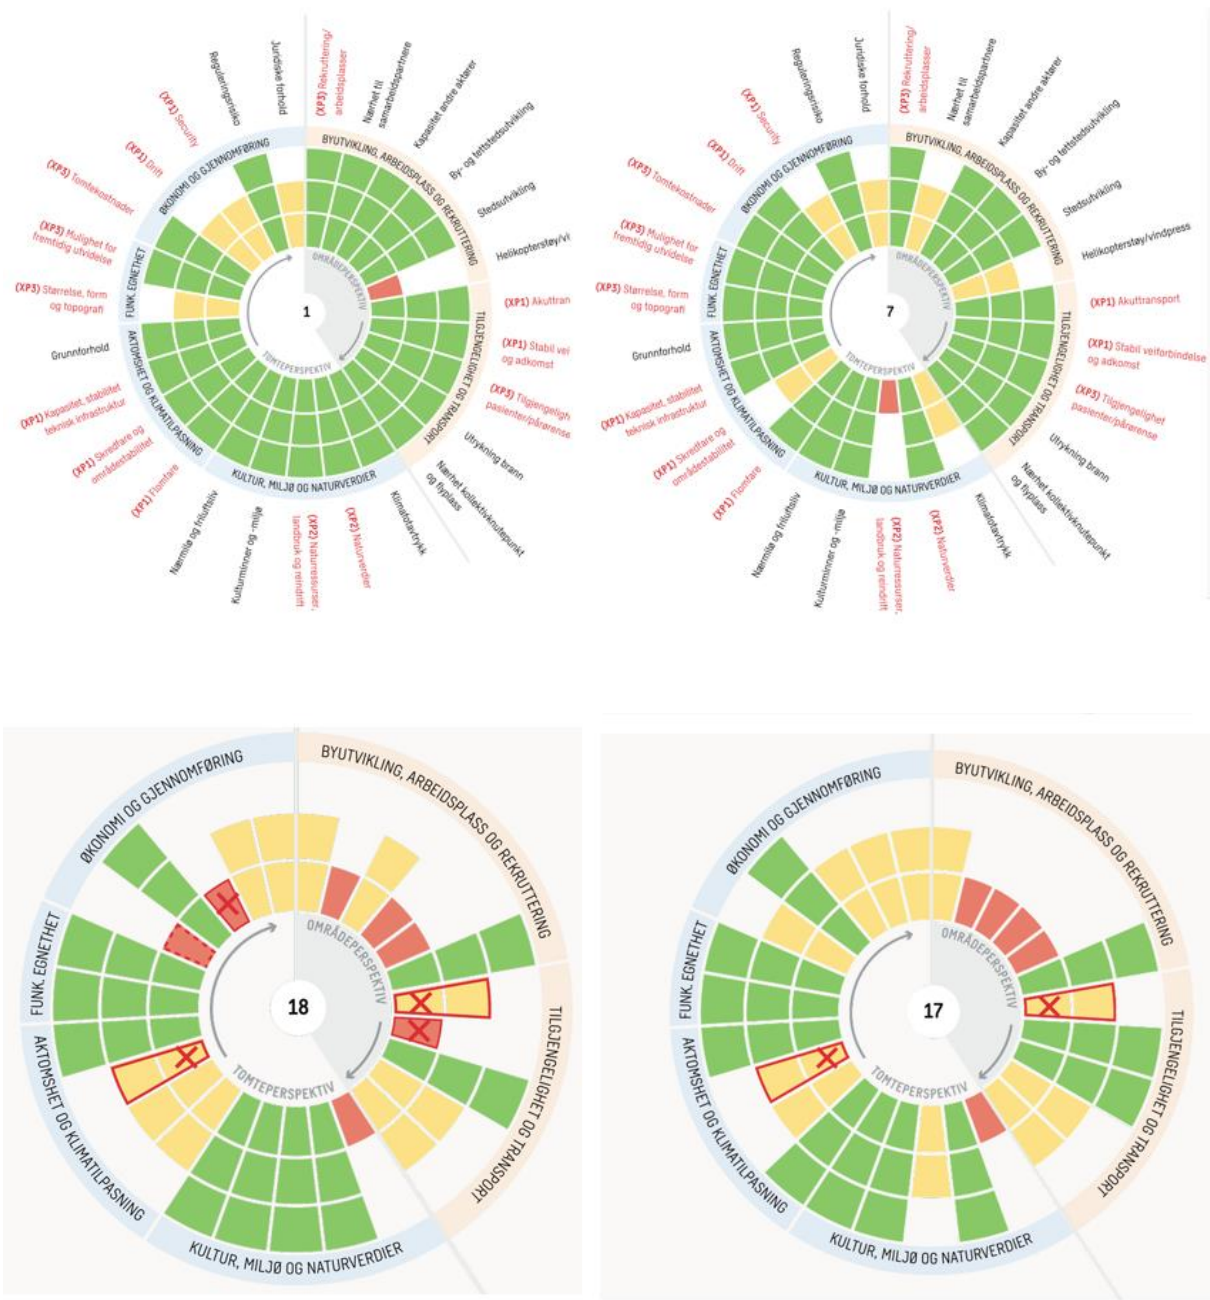 Juridiske forhold
Reguleringsrisiko
(XP1) Security
(XP1) Drift
(XP3) Tomtekostnader
(XP3) Mulighet for
fremtidig utvidelse
(XP3) Størrelse, form
og topografi
Grunnforhold
(XP1) Kapasitet, stabilitet
teknisk infrastruktur
(XP1) Skredfare og
områdestabilitet
(XP1) Flomfare
Nærmiljø og friluftsliv
Kulturminner og -miljø
(XP2) Naturressurser,
landbruk og reindrift
(XP2) Naturverdier
Klimafotavtrykk
Nærhet kollektivknutepunkt
og flyplass
Utrykning brann
(XP3) Tilgjengeligh
pasienter/pårørense
(XP1) Stabil vei
og adkomst
(XP1) Akuttran
Helikopterstøy/vi
Stedsutvikling
By- og tettstedsutvikling
Kapasitet andre aktører
Nærhet til
samarbeidspartnere
(XP3) Rekruttering/
arbeidsplasser
ØKONOMI OG GJENNOMFØRING
BYUTVIKLING, ARBEIDSPLASS OG REKRUTTERING
FUNK. EGNETHET
TILGJENGELIGHET OG TRANSPORT
AKTOMSHET OG KLIMATILPASNING
KULTUR, MILJØ OG NATURVERDIER
OMRÅDEPERSPEKTIV
1
TOMTEPERSPEKTIV
Juridiske forhold
Reguleringsrisiko
(XP1) Security
(XP1) Drift
(XP3) Tomtekostnader
(XP3) Mulighet for
fremtidig utvidelse
(XP3) Størrelse, form
og topografi
Grunnforhold
(XP1) Kapasitet, stabilitet
teknisk infrastruktur
(XP1) Skredfare og
områdestabilitet
(XP1) Flomfare
Nærmiljø og friluftsliv
Kulturminner og -miljø
(XP2) Naturressurser,
landbruk og reindrift
(XP2) Naturverdier
Klimafotavtrykk
Nærhet kollektivknutepunkt
og flyplass
Utrykning brann
(XP3) Tilgjengelighet
pasienter/pårørense
(XP1) Stabil veiforbindelse
og adkomst
(XP1) Akuttransport
Helikopterstøy/vindpress
Stedsutvikling
By- og tettstedsutvikling
Kapasitet andre aktører
Nærhet til
samarbeidspartnere
(XP3) Rekruttering/
arbeidsplasser
ØKONOMI OG GJENNOMFØRING
BYUTVIKLING, ARBEIDSPLASS OG REKRUTTERING
FUNK. EGNETHET
TILGJENGELIGHET OG TRANSPORT
AKTOMSHET OG KLIMATILPASNING
KULTUR, MILJØ OG NATURVERDIER
OMRÅDEPERSPEKTIV
7
TOMTEPERSPEKTIV
ØKONOMI OG GJENNOMFØRING
BYUTVIKLING, ARBEIDSPLASS OG REKRUTTERING
FUNK. EGNETHET
TILGJENGELIGHET OG TRANSPORT
AKTOMSHET OG KLIMATILPASNING
KULTUR, MILJØ OG NATURVERDIER
OMRÅDEPERSPEKTIV
18
TOMTEPERSPEKTIV
ØKONOMI OG GJENNOMFØRING
BYUTVIKLING, ARBEIDSPLASS OG REKRUTTERING
FUNK. EGNETHET
TILGJENGELIGHET OG TRANSPORT
AKTOMSHET OG KLIMATILPASNING
KULTUR, MILJØ OG NATURVERDIER
OMRÅDEPERSPEKTIV
17
TOMTEPERSPEKTIV